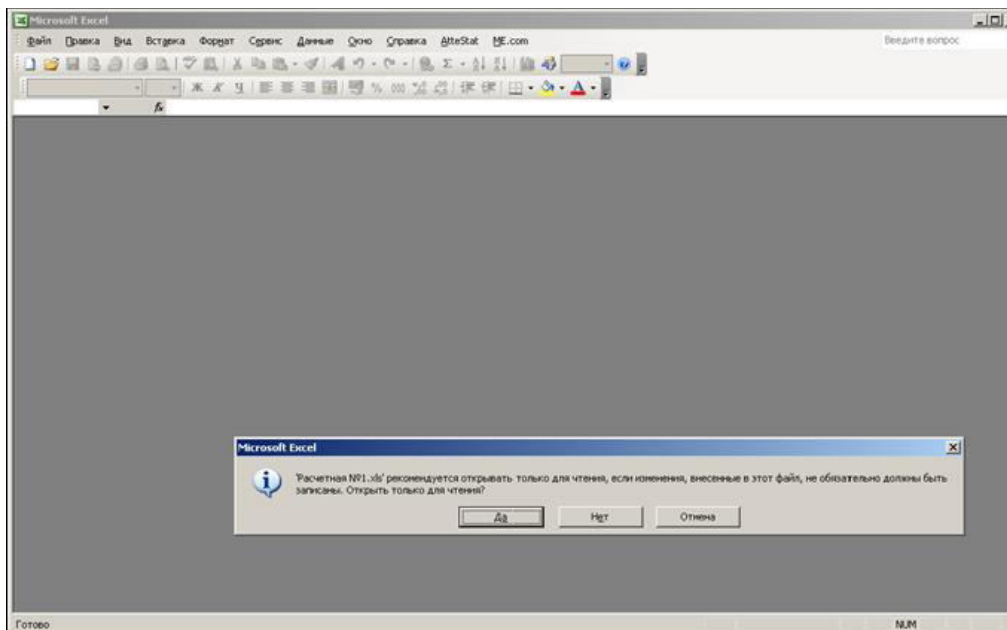 Microsoft Excel
Файл Правка Вид Вставка Формат Сервис Данные Окно Справка AtteStat ME.com
Введите вопрос
Ж К Ч
% 000
fx
Microsoft Excel
'Расчетная №1.xls' рекомендуется открывать только для чтения, если изменения, внесенные в этот файл, не обязательно должны быть
записаны. Открыть только для чтения?
Да Нет Отмена
Готово
NUM